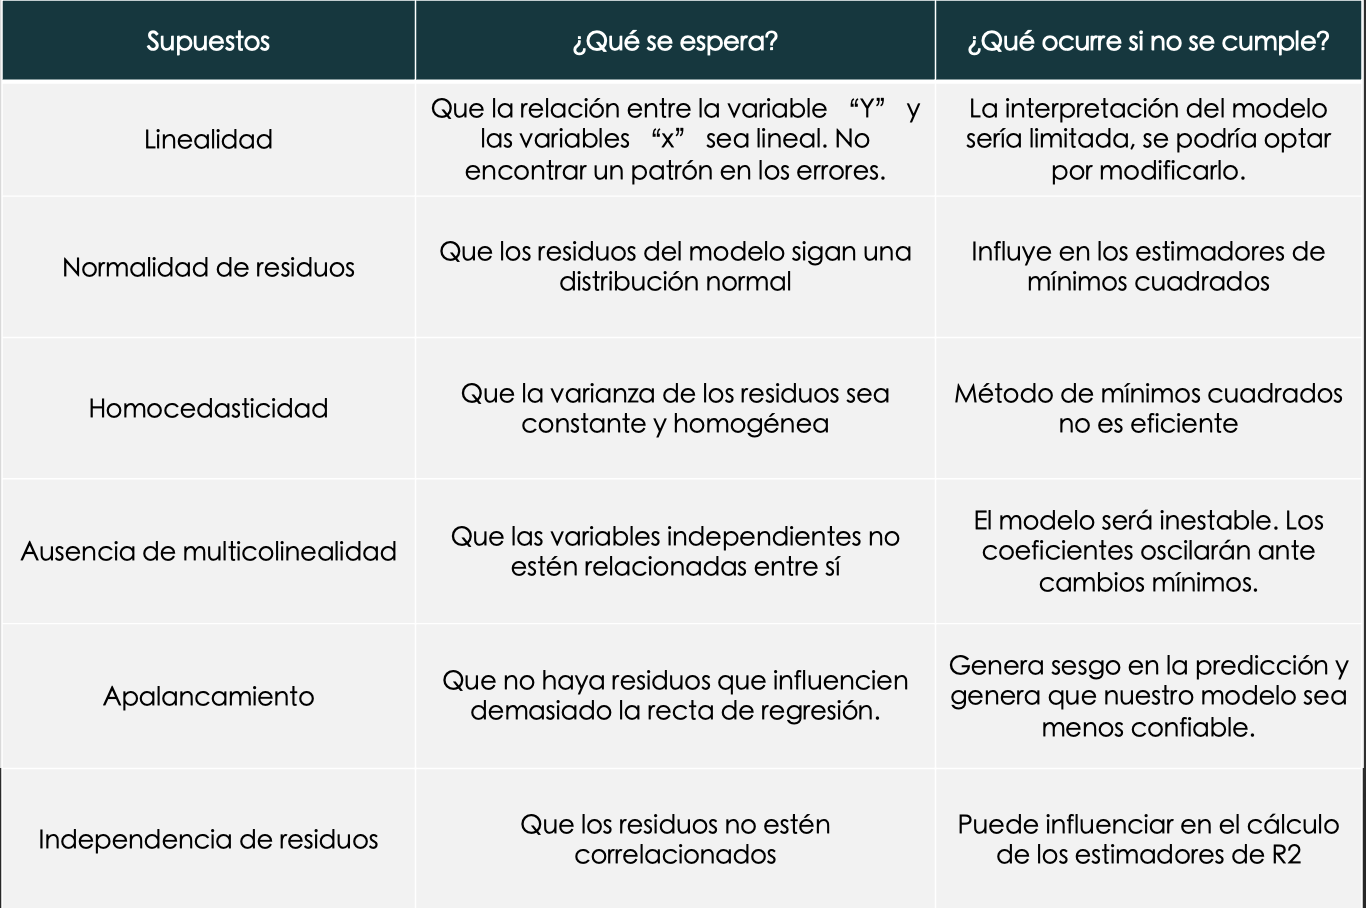 Supuestos
¿Qué se espera?
¿Qué ocurre si no se cumple?
Linealidad
Que la relación entre la variable “Y” y
las variables “x” sea lineal. No
encontrar un patrón en los errores.
La interpretación del modelo
sería limitada, se podría optar
por modificarlo.
Normalidad de residuos
Que los residuos del modelo sigan una
distribución normal
Influye en los estimadores de
mínimos cuadrados
Homocedasticidad
Que la varianza de los residuos sea
constante y homogénea
Método de mínimos cuadrados
no es eficiente
Ausencia de multicolinealidad
Que las variables independientes no
estén relacionadas entre sí
El modelo será inestable. Los
coeficientes oscilarán ante
cambios mínimos.
Apalancamiento
Que no haya residuos que influencien
demasiado la recta de regresión.
Genera sesgo en la predicción y
genera que nuestro modelo sea
menos confiable.
Independencia de residuos
Que los residuos no estén
correlacionados
Puede influenciar en el cálculo
de los estimadores de R2